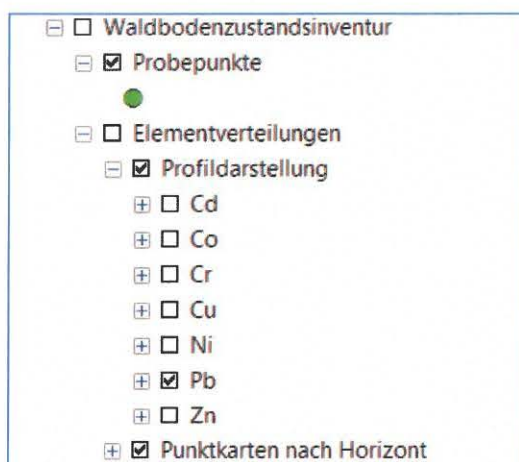 Waldbodenzustandsinventur
Probepunkte
Elementverteilungen
Profildarstellung
Cd
Co
Cr
Cu
Ni
Pb
Zn
Punktkarten nach Horizont